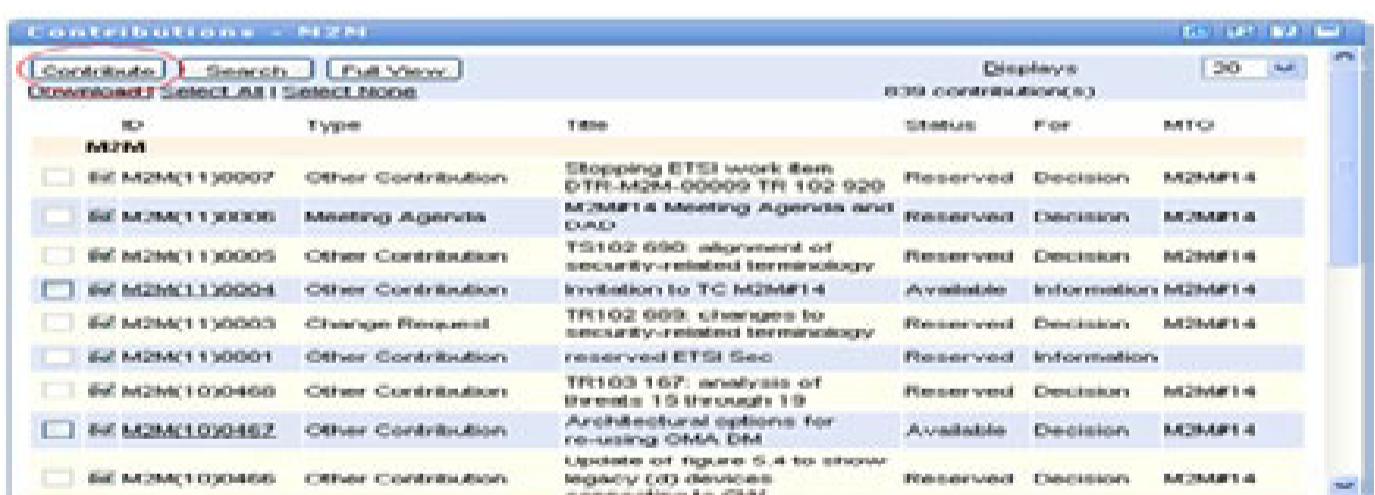 Contributions - M2M
Contribute Search Full View Displays 20
Download | Select All | Select None 839 contribution(s)
ID Type Title Status For MTG
M2M
M2M(11)0007 Other Contribution Stopping ETSI work item DTR-M2M-00009 TR 102 920 Reserved Decision M2M#14
M2M(11)0006 Meeting Agenda M2M#14 Meeting Agenda and DAD Reserved Decision M2M#14
M2M(11)0005 Other Contribution TS102 690: alignment of security-related terminology Reserved Decision M2M#14
M2M(11)0004 Other Contribution Invitation to TC M2M#14 Available Information M2M#14
M2M(11)0003 Change Request TR102 689: changes to security-related terminology Reserved Decision M2M#14
M2M(11)0001 Other Contribution reserved ETSI Sec Reserved Information
M2M(10)0468 Other Contribution TR103 167: analysis of threats 15 through 19 Reserved Decision M2M#14
M2M(10)0467 Other Contribution Architectural options for re-using OMA DM Available Decision M2M#14
M2M(10)0466 Other Contribution Update of figure 5.4 to show legacy (d) devices connecting to Reserved Decision M2M#14